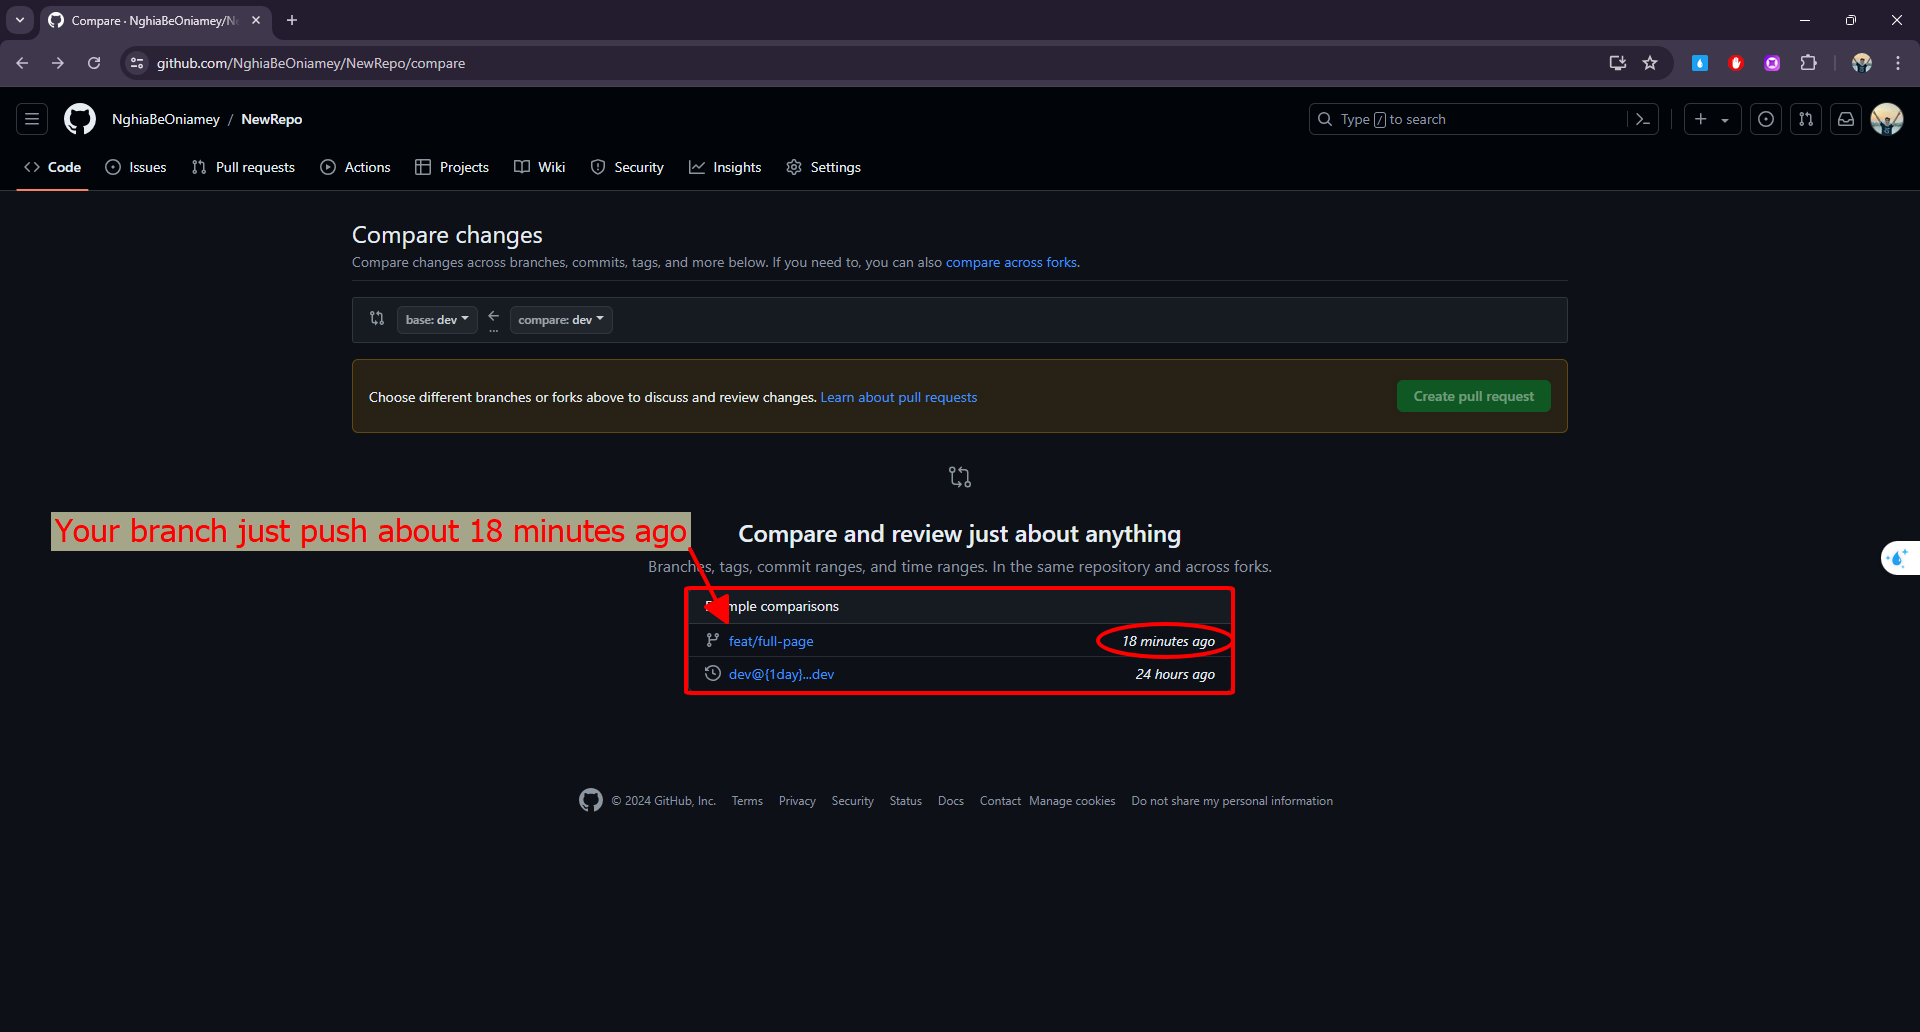 Compare · NghiaBeOniamey/Ne
github.com/NghiaBeOniamey/NewRepo/compare
NghiaBeOniamey / NewRepo
Type / to search
Code Issues Pull requests Actions Projects Wiki Security Insights Settings
Compare changes
Compare changes across branches, commits, tags, and more below. If you need to, you can also compare across forks.
base: dev ... compare: dev
Choose different branches or forks above to discuss and review changes. Learn about pull requests
Create pull request
Your branch just push about 18 minutes ago
Compare and review just about anything
Branches, tags, commit ranges, and time ranges. In the same repository and across forks.
comparisons
feat/full-page 18 minutes ago
dev@{1day}...dev 24 hours ago
© 2024 GitHub, Inc. Terms Privacy Security Status Docs Contact Manage cookies Do not share my personal information